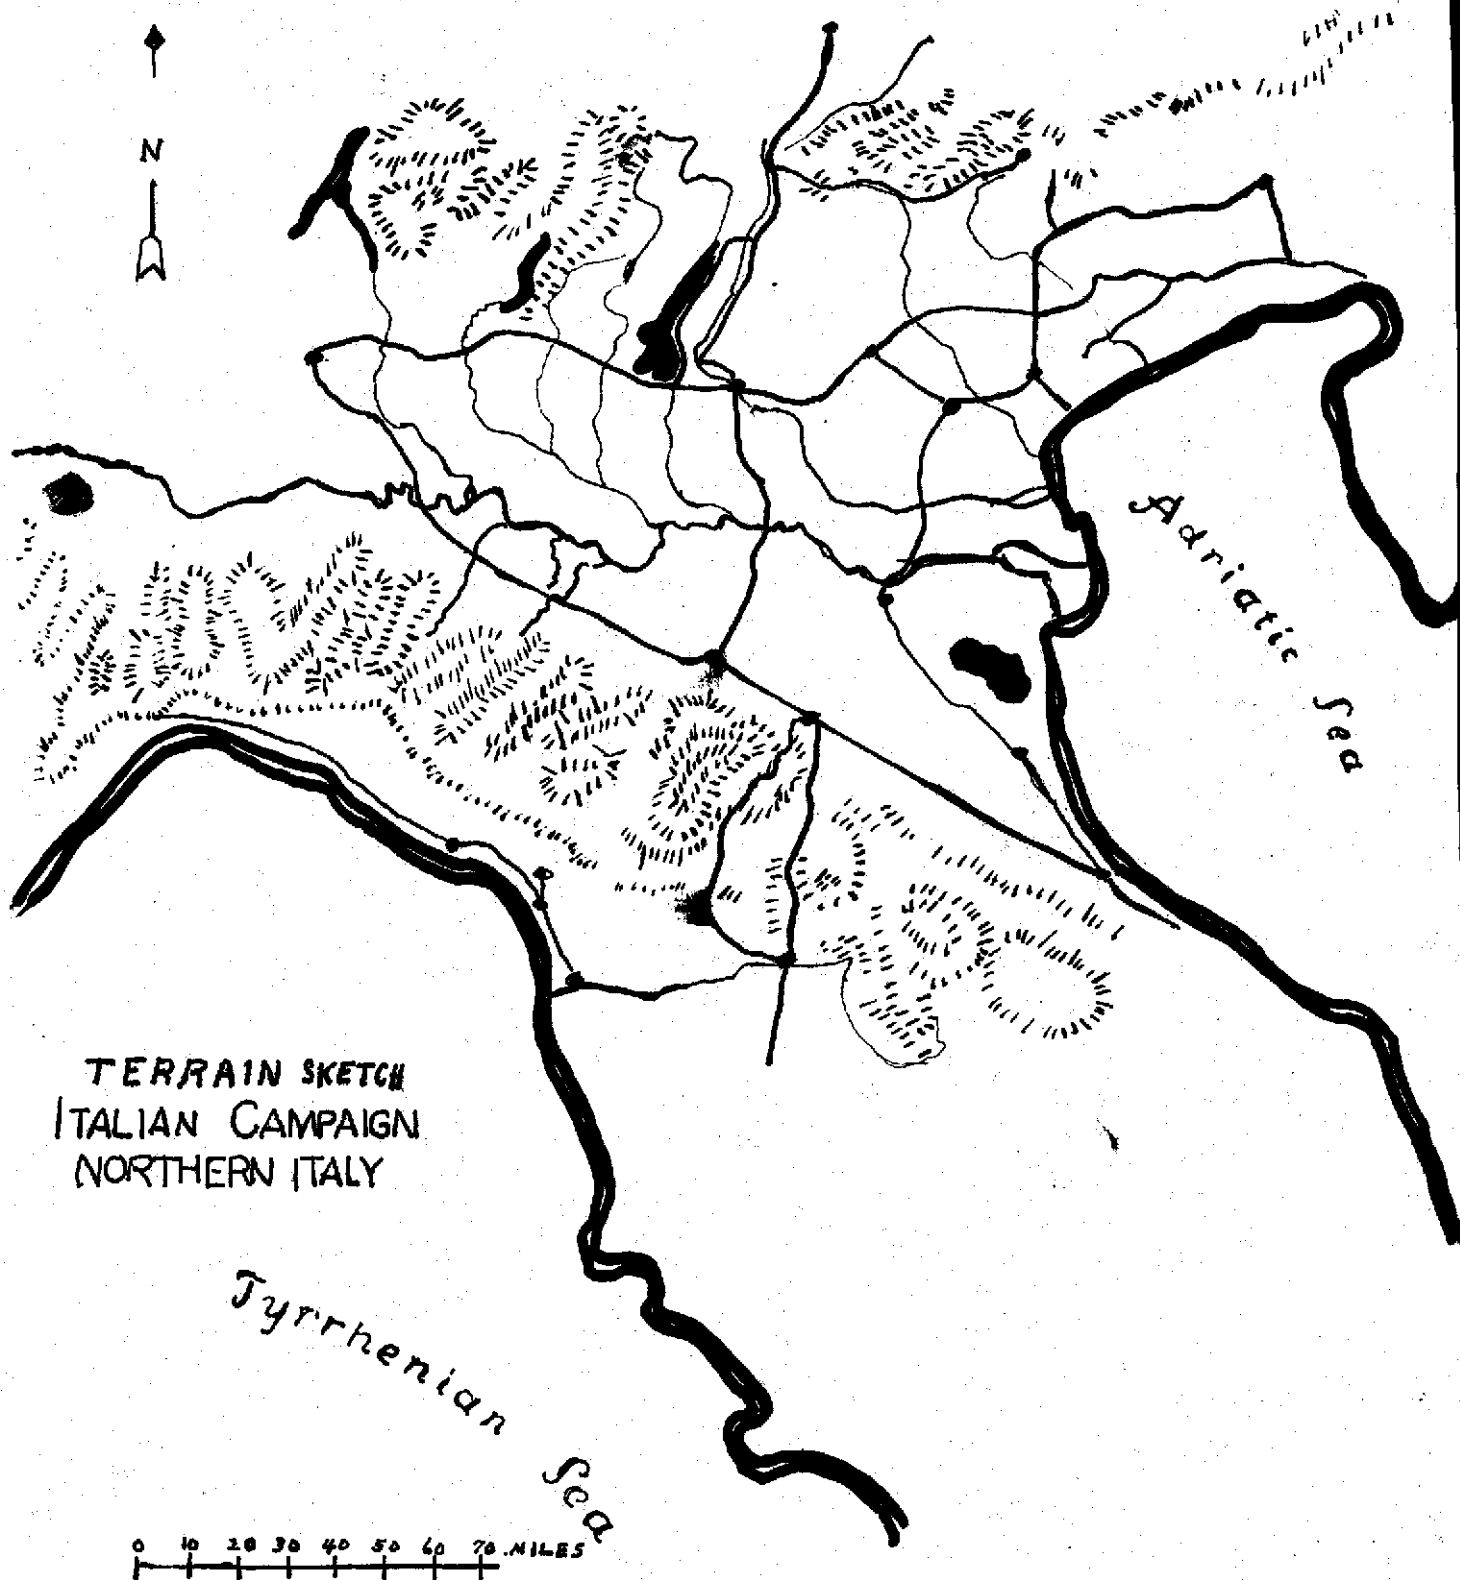 N
Adriatic Sea
TERRAIN SKETCH
ITALIAN CAMPAIGN
NORTHERN ITALY
Tyrrhenian Sea
0 10 20 30 40 50 60 70 MILES